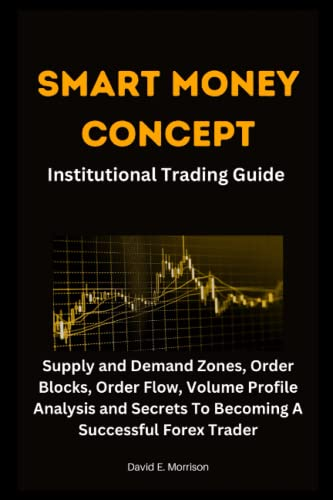 SMART MONEY
CONCEPT
Institutional Trading Guide
Supply and Demand Zones, Order
Blocks, Order Flow, Volume Profile
Analysis and Secrets To Becoming A
Successful Forex Trader
David E. Morrison